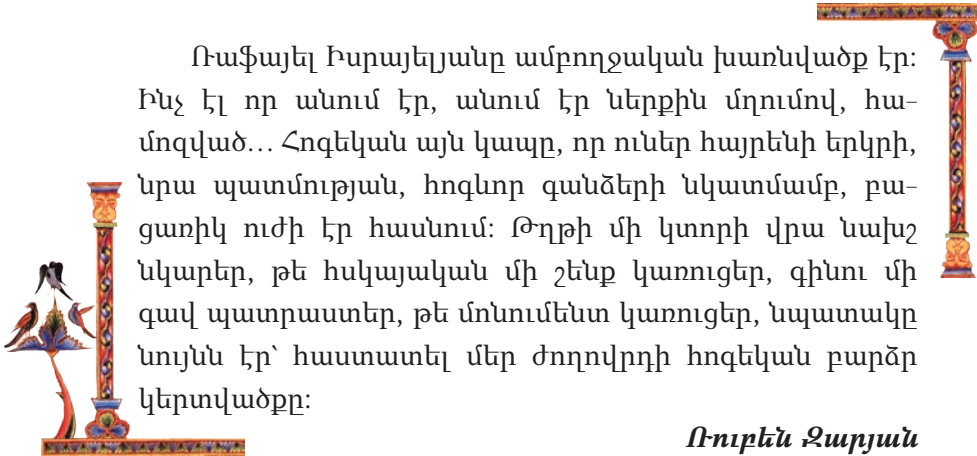 Ռաֆայել Իսրայելյանը ամբողջական խառնվածք էր:
Ինչ էլ որ անում էր, անում էր ներքին մղումով, հա-
մոզված... Հոգեկան այն կապը, որ ուներ հայրենի երկրի,
նրա պատմության, հոգևոր գանձերի նկատմամբ, բա-
ցառիկ ուժի էր հասնում: Թղթի մի կտորի վրա նախշ
նկարեր, թե հսկայական մի շենք կառուցեր, գինու մի
գավ պատրաստեր, թե մոնումենտ կառուցեր, նպատակը
նույնն էր՝ հաստատել մեր ժողովրդի հոգեկան բարձր
կերտվածքը:
Ռուբեն Զարյան